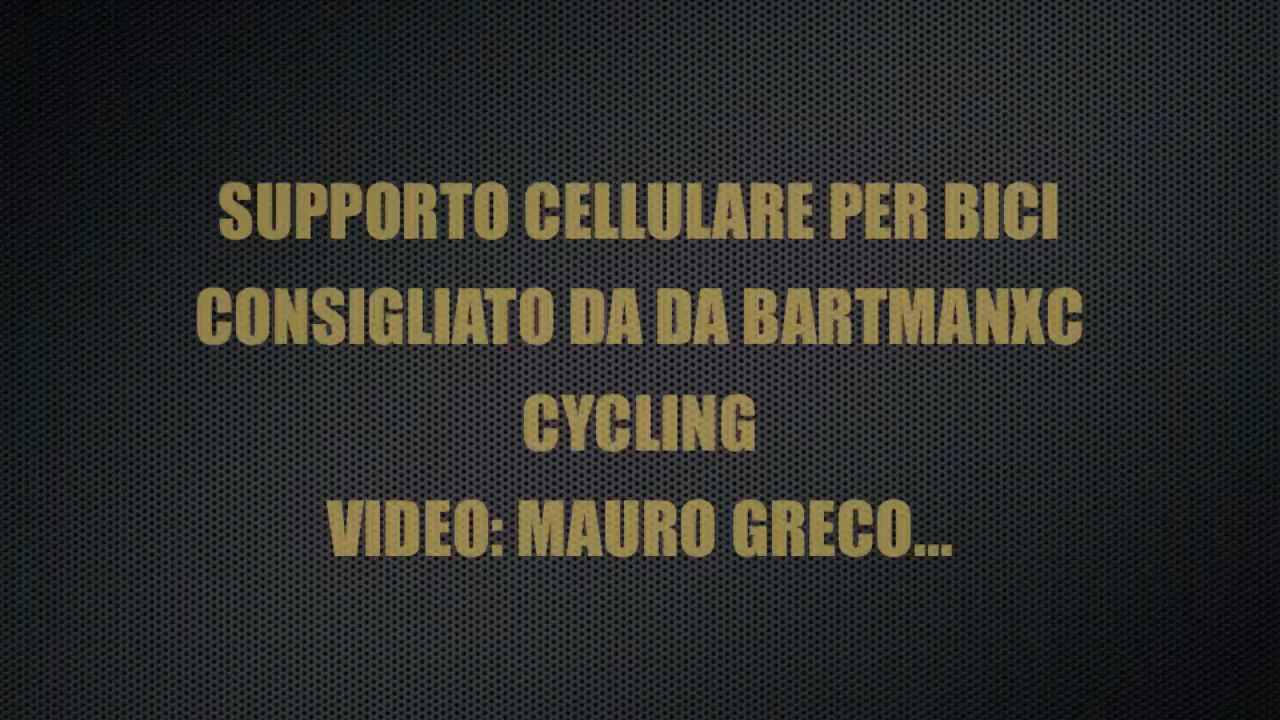 SUPPORTO CELLULARE PER BICI
CONSIGLIATO DA DA BARTMANXC
CYCLING
VIDEO: MAURO GRECO...